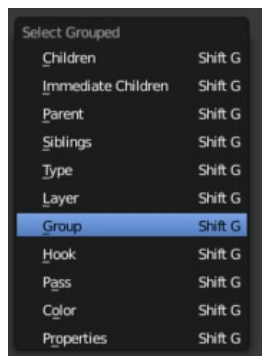 Select Grouped
Children Shift G
Immediate Children Shift G
Parent Shift G
Siblings Shift G
Type Shift G
Layer Shift G
Group Shift G
Hook Shift G
Pass Shift G
Color Shift G
Properties Shift G